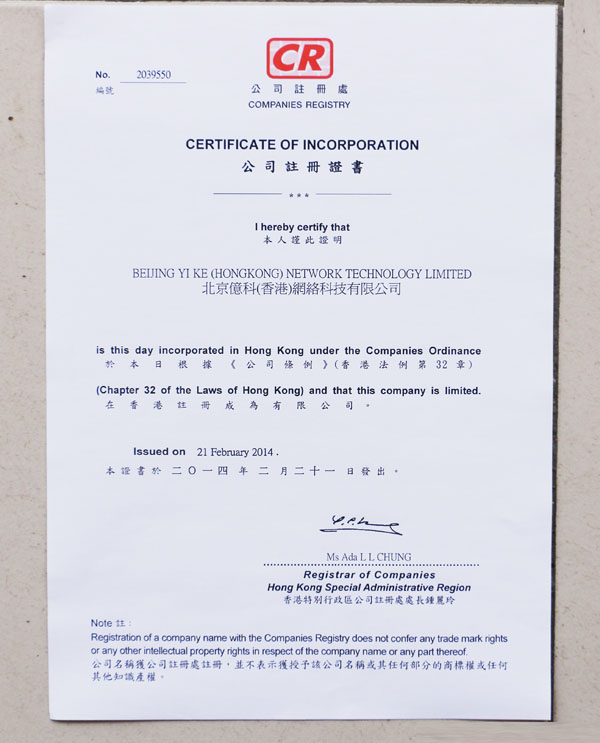 CR
No. 2039550
編號
公司註冊處
COMPANIES REGISTRY
CERTIFICATE OF INCORPORATION
公司註冊證書
***
I hereby certify that
本人謹此證明
BEIJING YI KE (HONGKONG) NETWORK TECHNOLOGY LIMITED
北京億科(香港)網絡科技有限公司
is this day incorporated in Hong Kong under the Companies Ordinance
於本日根據《公司條例》(香港法例第32章)
(Chapter 32 of the Laws of Hong Kong) and that this company is limited.
在香港註冊成為有限公司。
Issued on 21 February 2014.
本證書於二〇一四年二月二十一日發出。
Ms Ada L L CHUNG
Registrar of Companies
Hong Kong Special Administrative Region
香港特別行政區公司註冊處處長鍾麗玲
Note 註:
Registration of a company name with the Companies Registry does not confer any trade mark rights
or any other intellectual property rights in respect of the company name or any part thereof.
公司名稱獲公司註冊處註冊,並不表示獲授予該公司名稱或其任何部分的商標權或任何
其他知識產權。